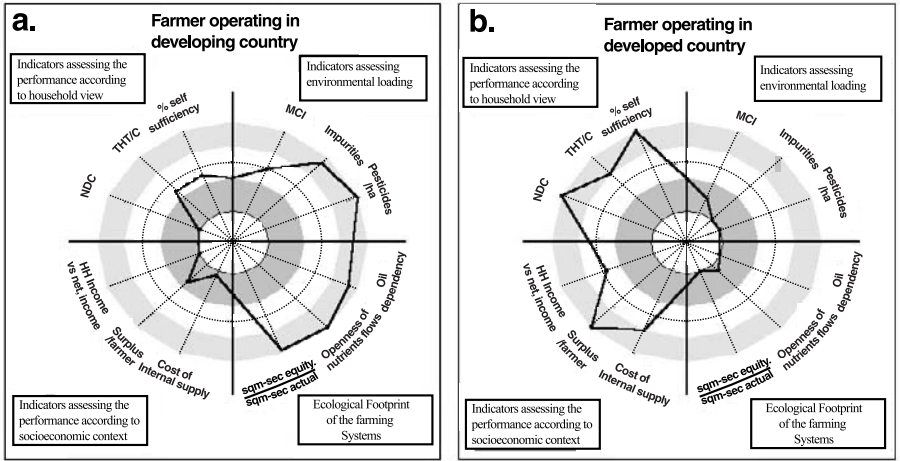 a.
Farmer operating in
developing country
Indicators assessing the
performance according
to household view
Indicators assessing
environmental loading
% self
sufficiency
THT/C
NDC
MCI
Impurities
Pesticides
/ha
HH Income
vs net, income
Surplus
/farmer
Cost of
Internal supply
sqm-sec equity.
sqm-sec actual
Openness of
nutrients flows
Oil
dependency
Indicators assessing the
performance according to
socioeconomic context
Ecological Footprint
of the farming
Systems
b.
Farmer operating in
developed country
Indicators assessing the
performance according
to household view
Indicators assessing
environmental loading
% self
sufficiency
THT/C
NDC
MCI
Impurities
Pesticides
/ha
HH Income
vs net, income
Surplus
/farmer
Cost of
Internal supply
sqm-sec equity.
sqm-sec actual
Openness of
nutrients flows
Oil
dependency
Indicators assessing the
performance according to
socioeconomic context
Ecological Footprint
of the farming
Systems